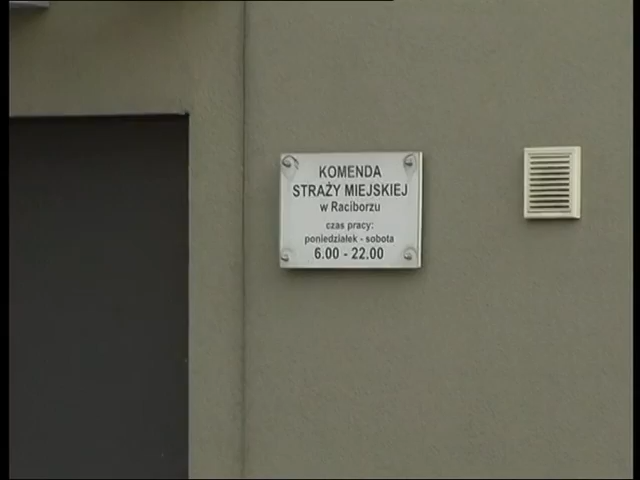 KOMENDA
STRAŻY MIEJSKIEJ
w Raciborzu
czas pracy:
poniedziałek - sobota
6.00 - 22.00